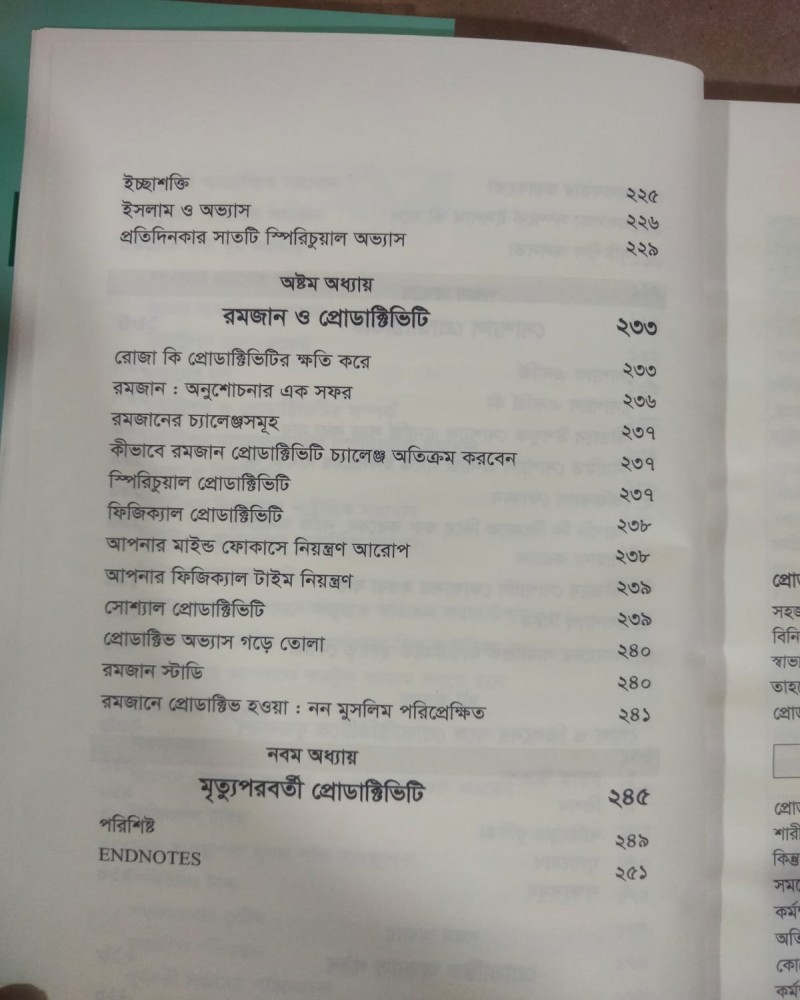 ইচ্ছাশক্তি ২২৫
ইসলাম ও অভ্যাস ২২৬
প্রতিদিনকার সাতটি স্পিরিচুয়াল অভ্যাস ২২৯
অষ্টম অধ্যায়
রমজান ও প্রোডাক্টিভিটি ২৩৩
রোজা কি প্রোডাক্টিভিটির ক্ষতি করে ২৩৩
রমজান : অনুশোচনার এক সফর ২৩৬
রমজানের চ্যালেঞ্জসমূহ ২৩৭
কীভাবে রমজান প্রোডাক্টিভিটি চ্যালেঞ্জ অতিক্রম করবেন ২৩৭
স্পিরিচুয়াল প্রোডাক্টিভিটি ২৩৭
ফিজিক্যাল প্রোডাক্টিভিটি ২৩৮
আপনার মাইন্ড ফোকাসে নিয়ন্ত্রণ আরোপ ২৩৮
আপনার ফিজিক্যাল টাইম নিয়ন্ত্রণ ২৩৯
সোশ্যাল প্রোডাক্টিভিটি ২৩৯
প্রোডাক্টিভ অভ্যাস গড়ে তোলা ২৪০
রমজান স্টাডি ২৪০
রমজানে প্রোডাক্টিভ হওয়া : নন মুসলিম পরিপ্রেক্ষিত ২৪১
নবম অধ্যায়
মৃত্যুপরবর্তী প্রোডাক্টিভিটি ২৪৫
পরিশিষ্ট ২৪৯
ENDNOTES ২৫১